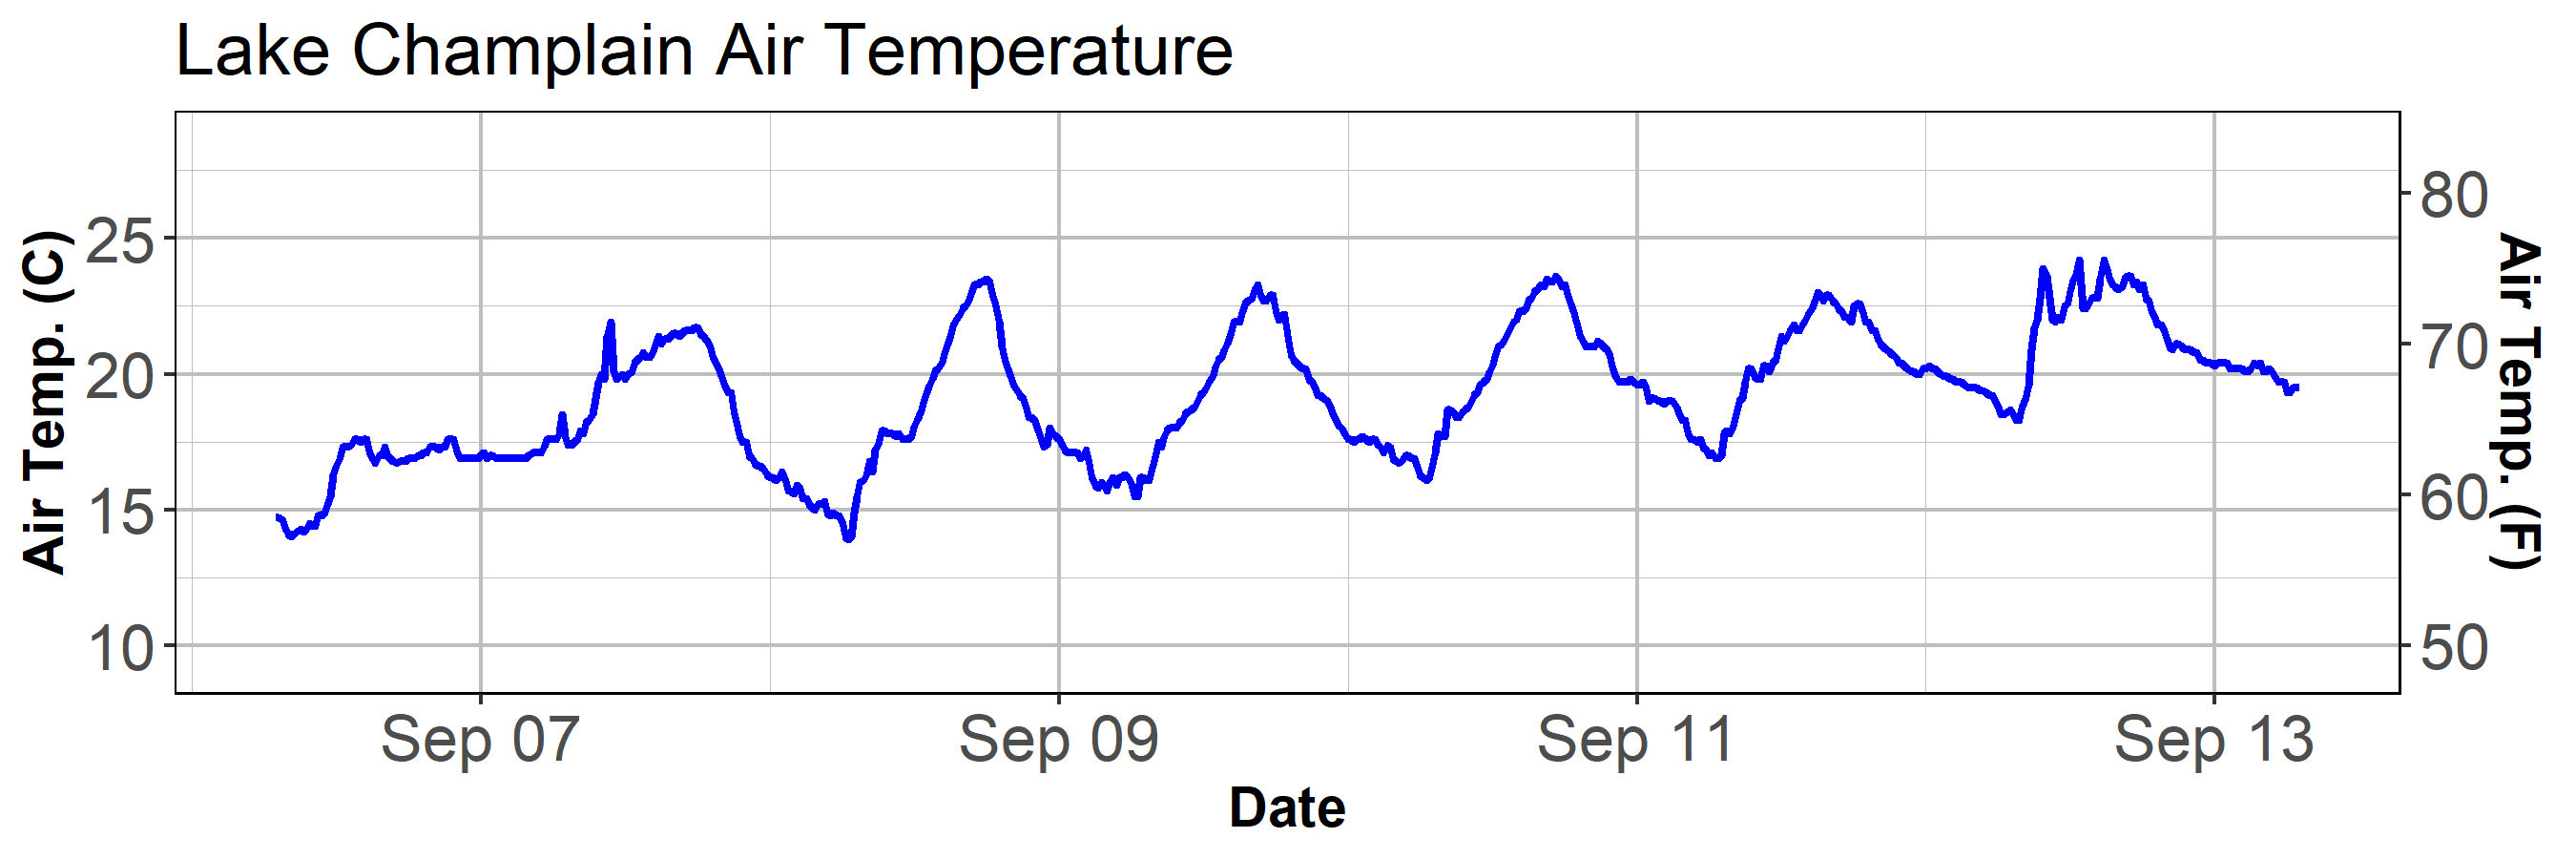 Lake Champlain Air Temperature
Air Temp. (C)
25
20
15
10
80
70
60
50
Air Temp. (F)
Sep 07 Sep 09 Sep 11 Sep 13
Date